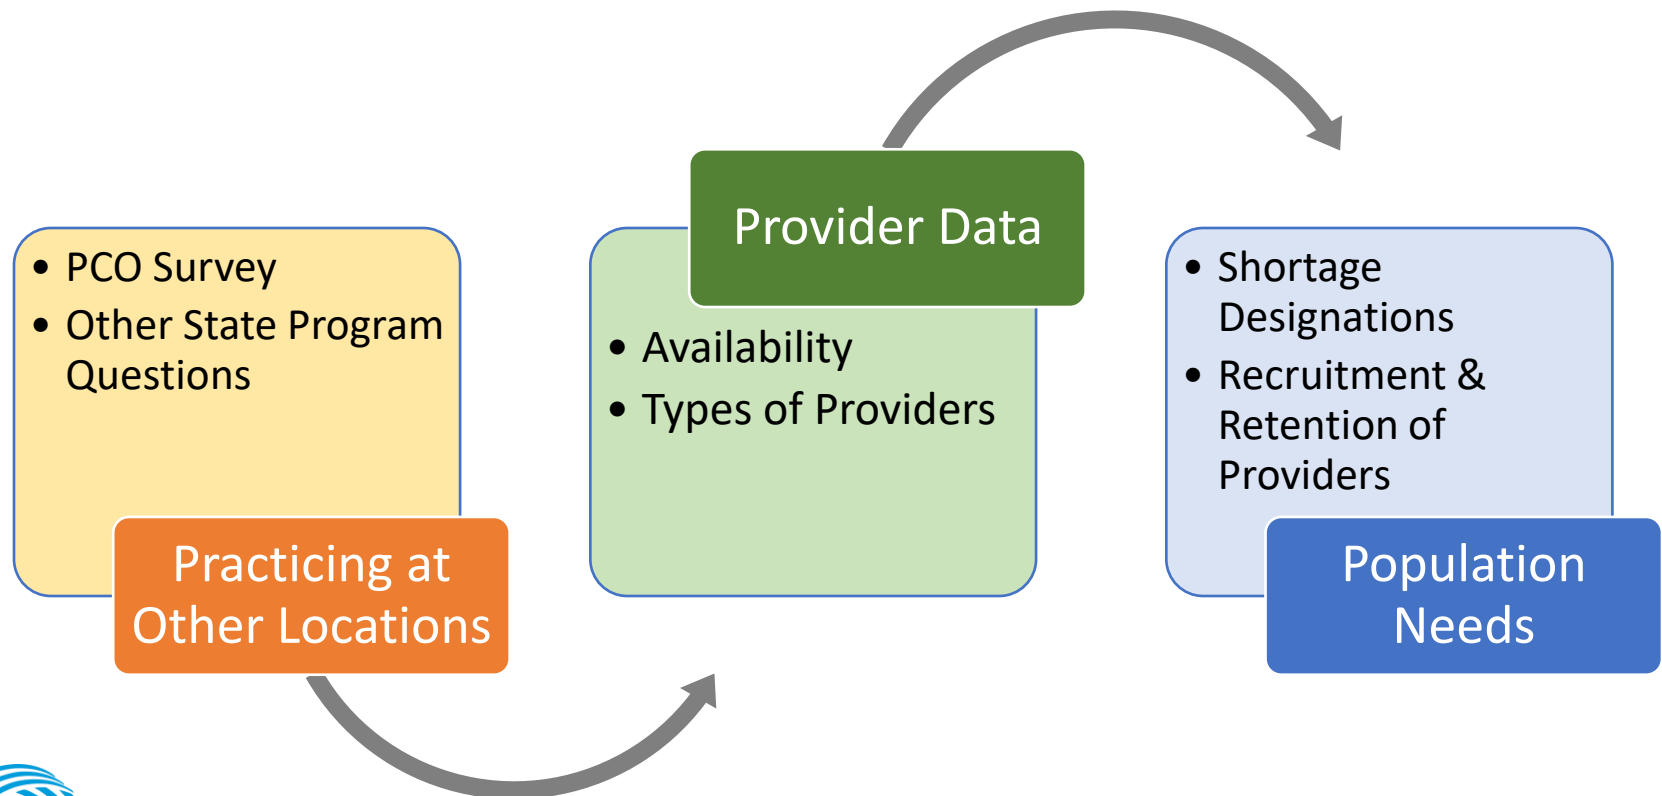 • PCO Survey
• Other State Program
Questions
Practicing at
Other Locations
Provider Data
• Availability
• Types of Providers
• Shortage
Designations
• Recruitment &
Retention of
Providers
Population
Needs